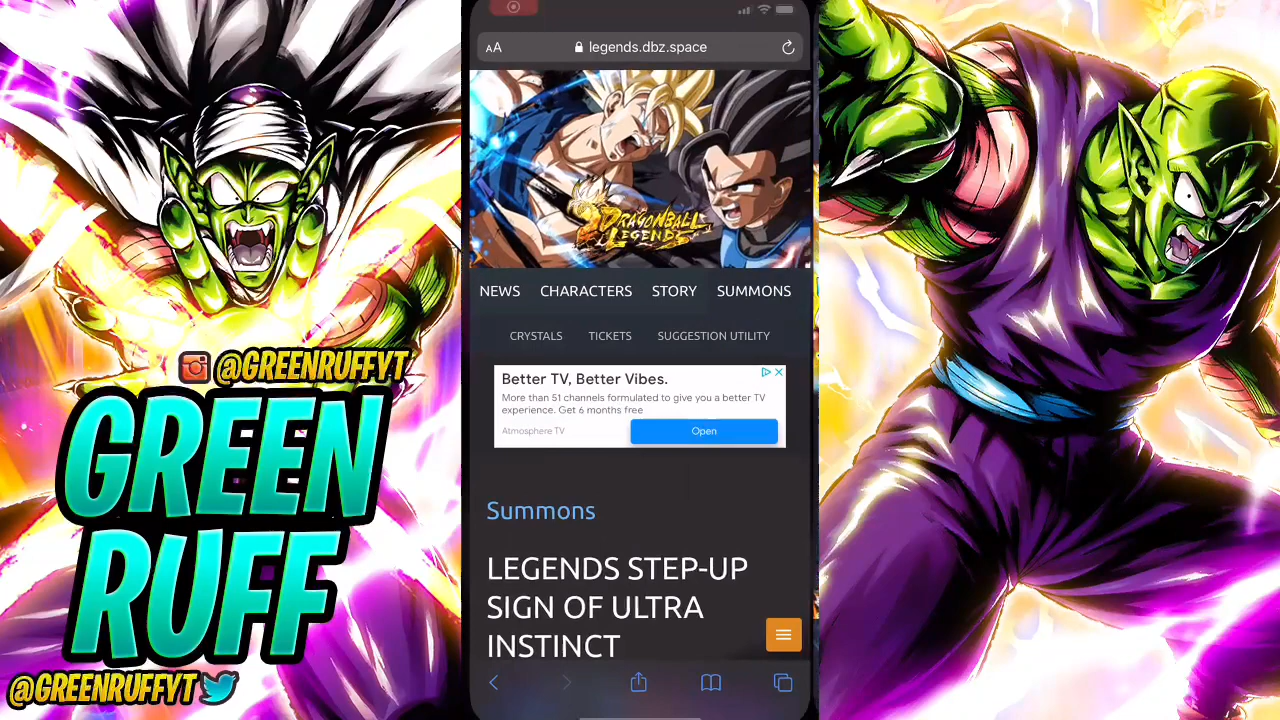 AA
legends.dbz.space
DRAGONBALL
LEGENDS
NEWS CHARACTERS STORY SUMMONS
CRYSTALS TICKETS SUGGESTION UTILITY
Better TV, Better Vibes.
More than 51 channels formulated to give you a better TV
experience. Get 6 months free
Atmosphere TV
Open
Summons
LEGENDS STEP-UP
SIGN OF ULTRA
INSTINCT
@GREENRUFFYT
GREEN
RUFF
@GREENRUFFYT